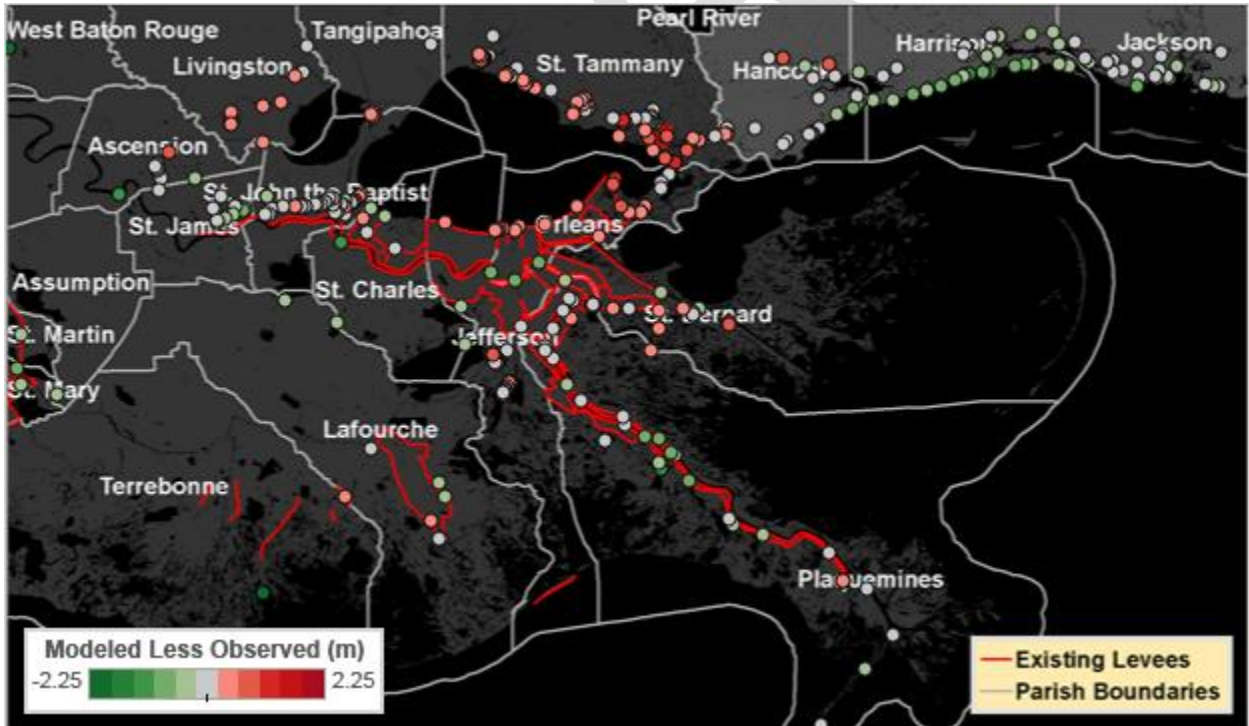 Pearl River
West Baton Rouge
Tangipahoa
Harrison
Jackson
Livingston
St. Tammany
Hancock
Ascension
St. John the Baptist
St. James
Orleans
Assumption
St. Charles
St. Bernard
St. Martin
Jefferson
St. Mary
Lafourche
Terrebonne
Plaquemines
Modeled Less Observed (m)
-2.25 2.25
Existing Levees
Parish Boundaries